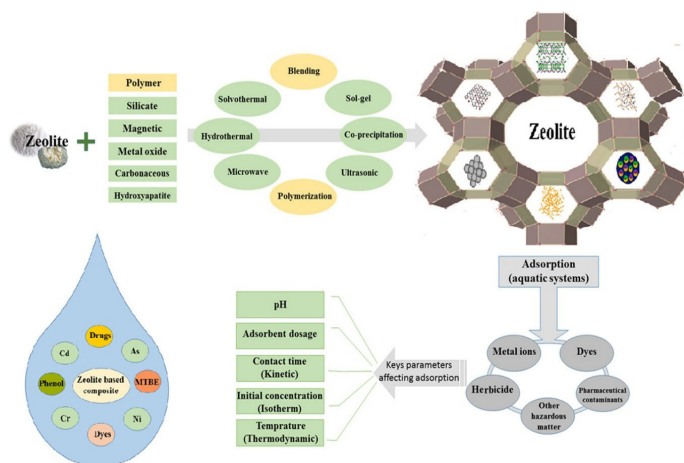 Zeolite
+
Polymer
Silicate
Magnetic
Metal oxide
Carbonaceous
Hydroxyapatite
Blending
Solvothermal
Sol-gel
Hydrothermal
Co-precipitation
Microwave
Ultrasonic
Polymerization
Zeolite
Adsorption
(aquatic systems)
Metal ions
Dyes
Herbicide
Pharmaceutical
contaminants
Other
hazardous
matter
Keys parameters
affecting adsorption
pH
Adsorbent dosage
Contact time
(Kinetic)
Initial concentration
(Isotherm)
Temprature
(Thermodynamic)
Drugs
Cd
As
Phenol
Zeolite based
composite
MTBE
Cr
Ni
Dyes